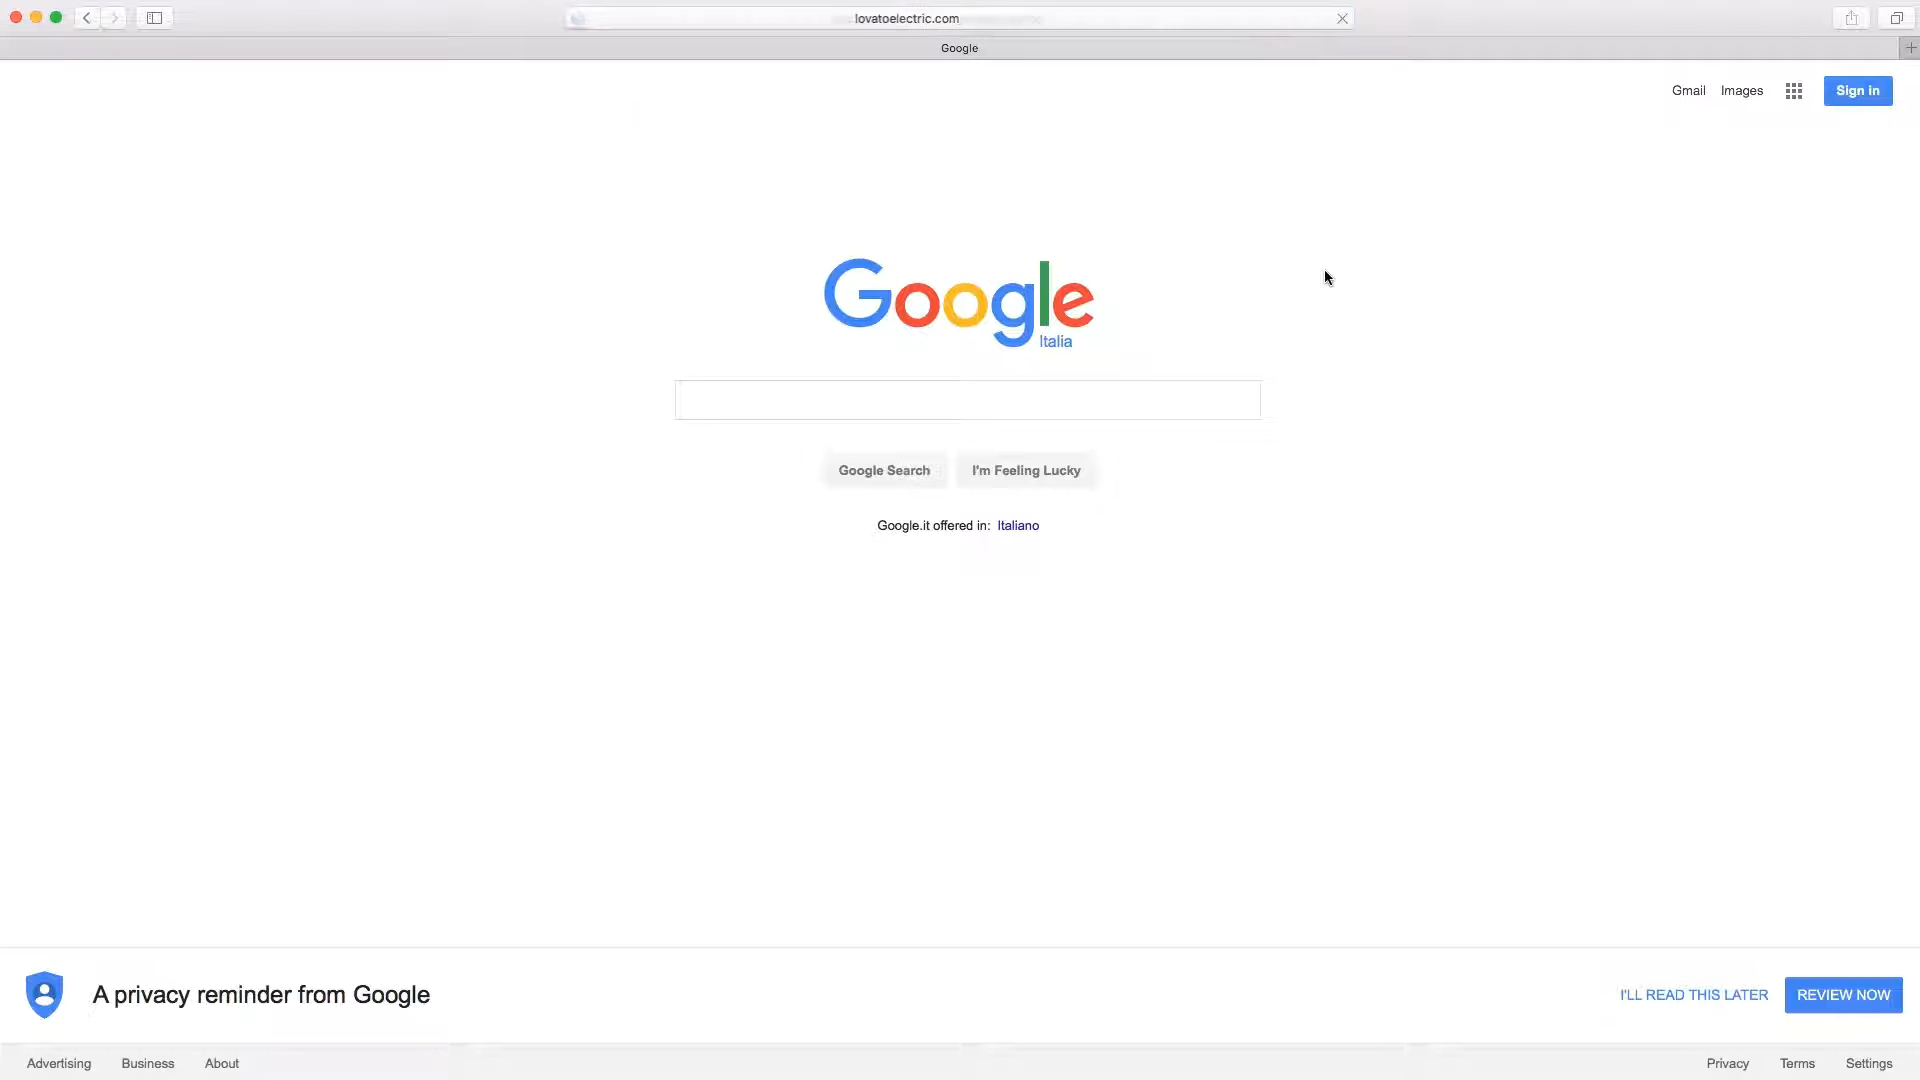 lovatoelectric.com
Google
Gmail Images Sign in
Google
Italia
Google Search I'm Feeling Lucky
Google.it offered in: Italiano
A privacy reminder from Google I'LL READ THIS LATER REVIEW NOW
Advertising Business About Privacy Terms Settings